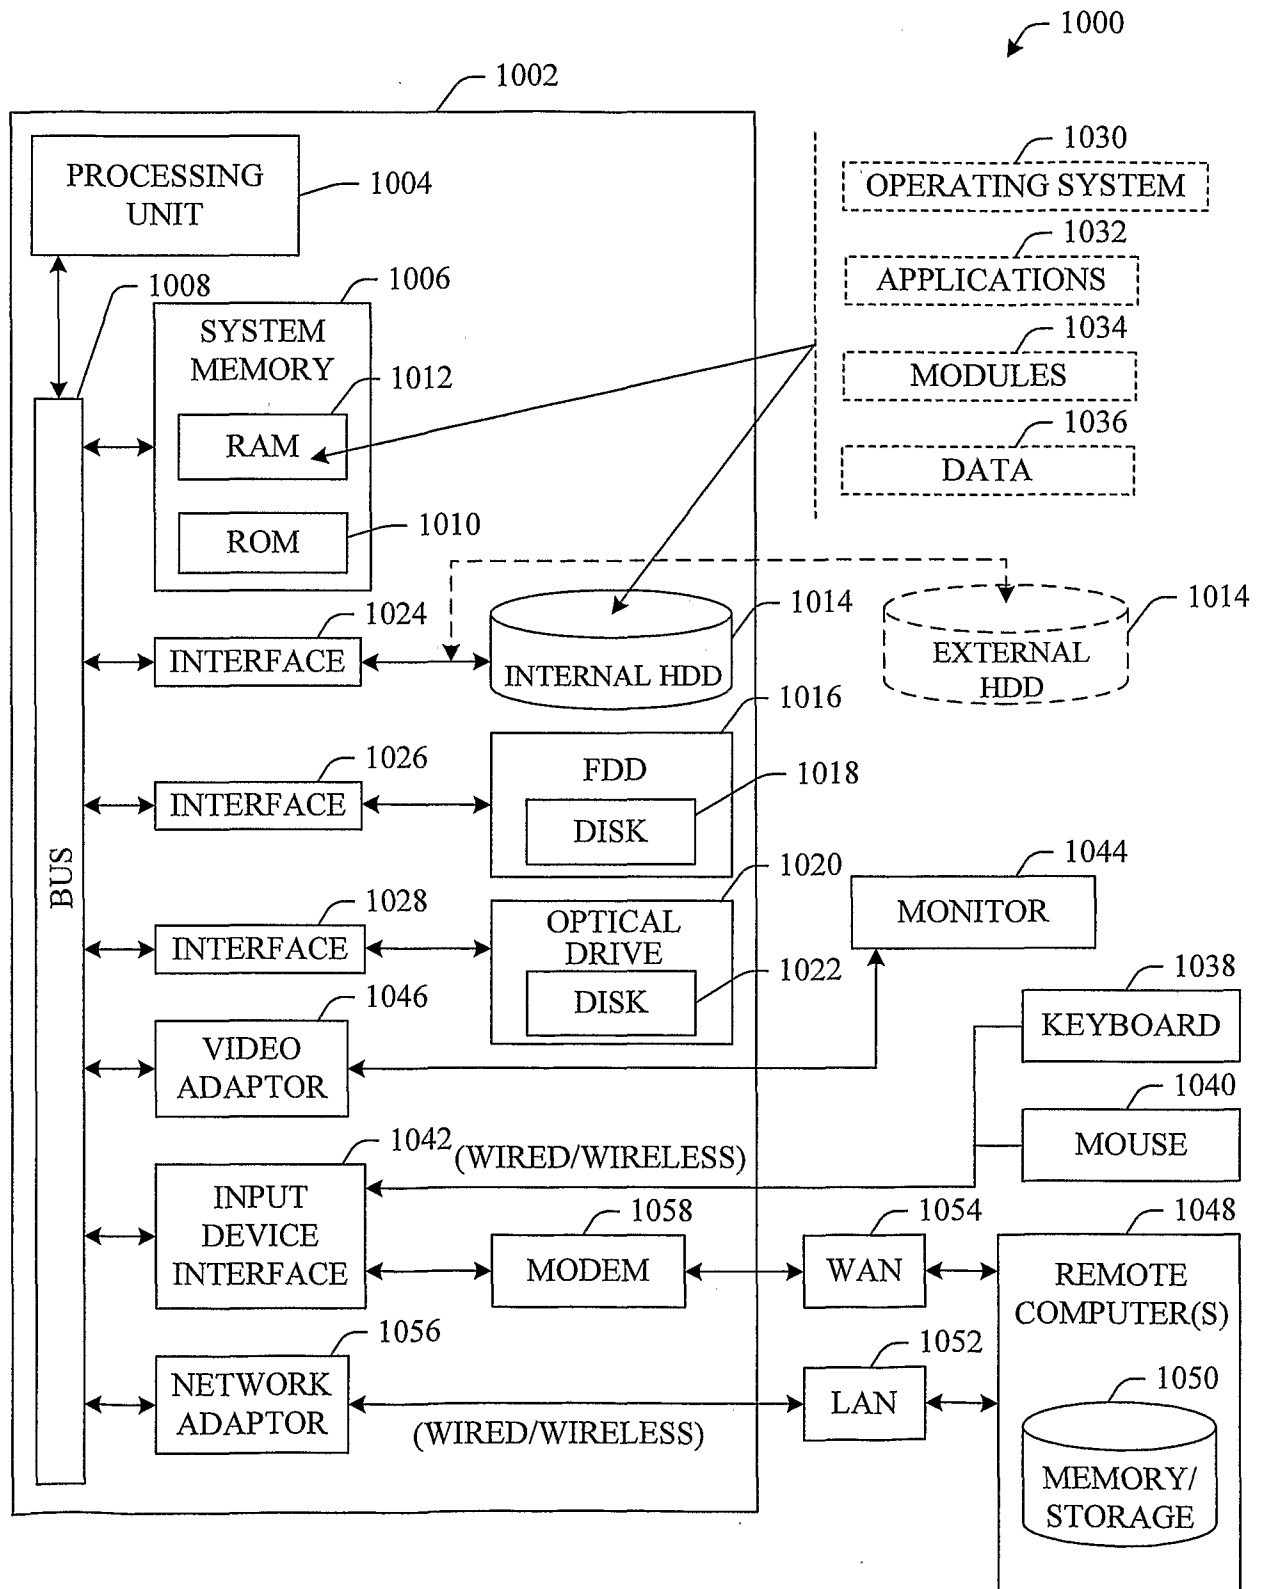 1000
1002
PROCESSING
UNIT
1004
1008
1006
SYSTEM
MEMORY
1012
RAM
1010
ROM
1030
OPERATING SYSTEM
1032
APPLICATIONS
1034
MODULES
1036
DATA
1024
INTERFACE
1014
INTERNAL HDD
1014
EXTERNAL
HDD
1026
INTERFACE
1016
FDD
1018
DISK
BUS
1028
INTERFACE
1020
OPTICAL
DRIVE
1022
DISK
1044
MONITOR
1046
VIDEO
ADAPTOR
1038
KEYBOARD
1040
MOUSE
1042
(WIRED/WIRELESS)
INPUT
DEVICE
INTERFACE
1058
MODEM
1054
WAN
1048
REMOTE
COMPUTER(S)
1056
NETWORK
ADAPTOR
(WIRED/WIRELESS)
1052
LAN
1050
MEMORY/
STORAGE